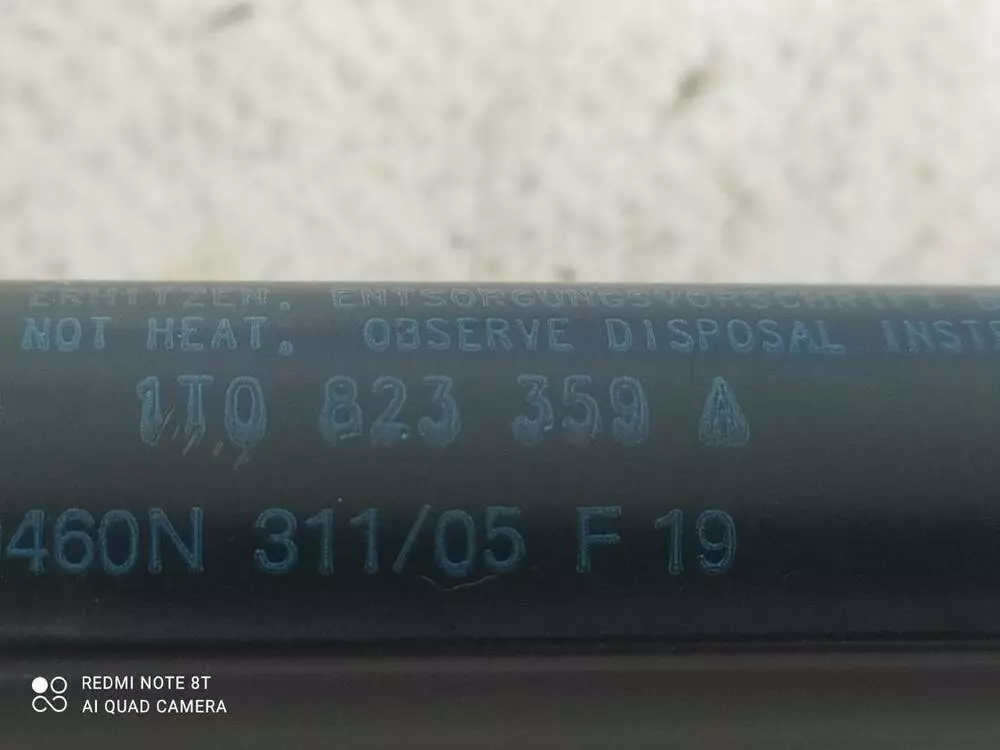 ERHITZEN. ENTSORGUNGSVORSCHRIFT
NOT HEAT. OBSERVE DISPOSAL INST
1T0 823 359 A
460N 311/05 F 19
REDMI NOTE 8T
AI QUAD CAMERA